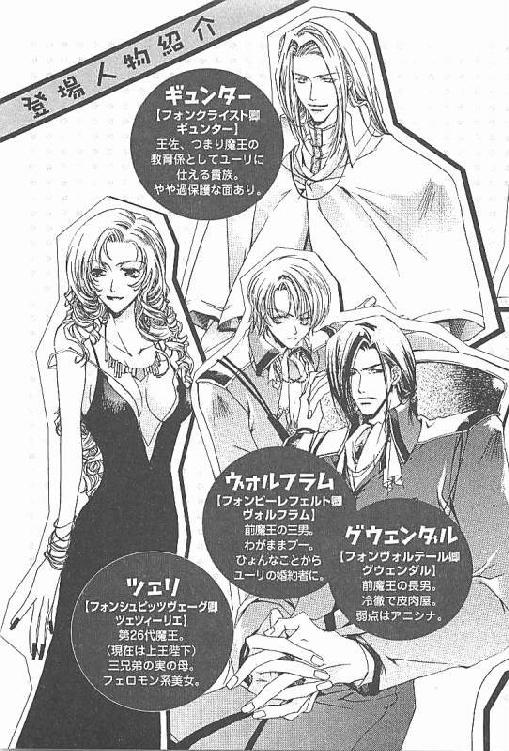 登場人物紹介
ギュンター
【フォンクライスト卿
ギュンター】
王佐、つまり魔王の
教育係としてユーリに
仕える貴族。
やや過保護な面あり。
ヴォルフラム
【フォンビーレフェルト卿
ヴォルフラム】
前魔王の三男。
わがままプー。
ひょんなことから
ユーリの婚約者に。
グウェンダル
【フォンヴォルテール卿
グウェンダル】
前魔王の長男。
冷徹で皮肉屋。
弱点はアニシナ。
ツェリ
【フォンシュピッツヴェーグ卿
ツェツィーリエ】
第26代魔王。
(現在は上王陛下)
三兄弟の実の母。
フェロモン系美女。